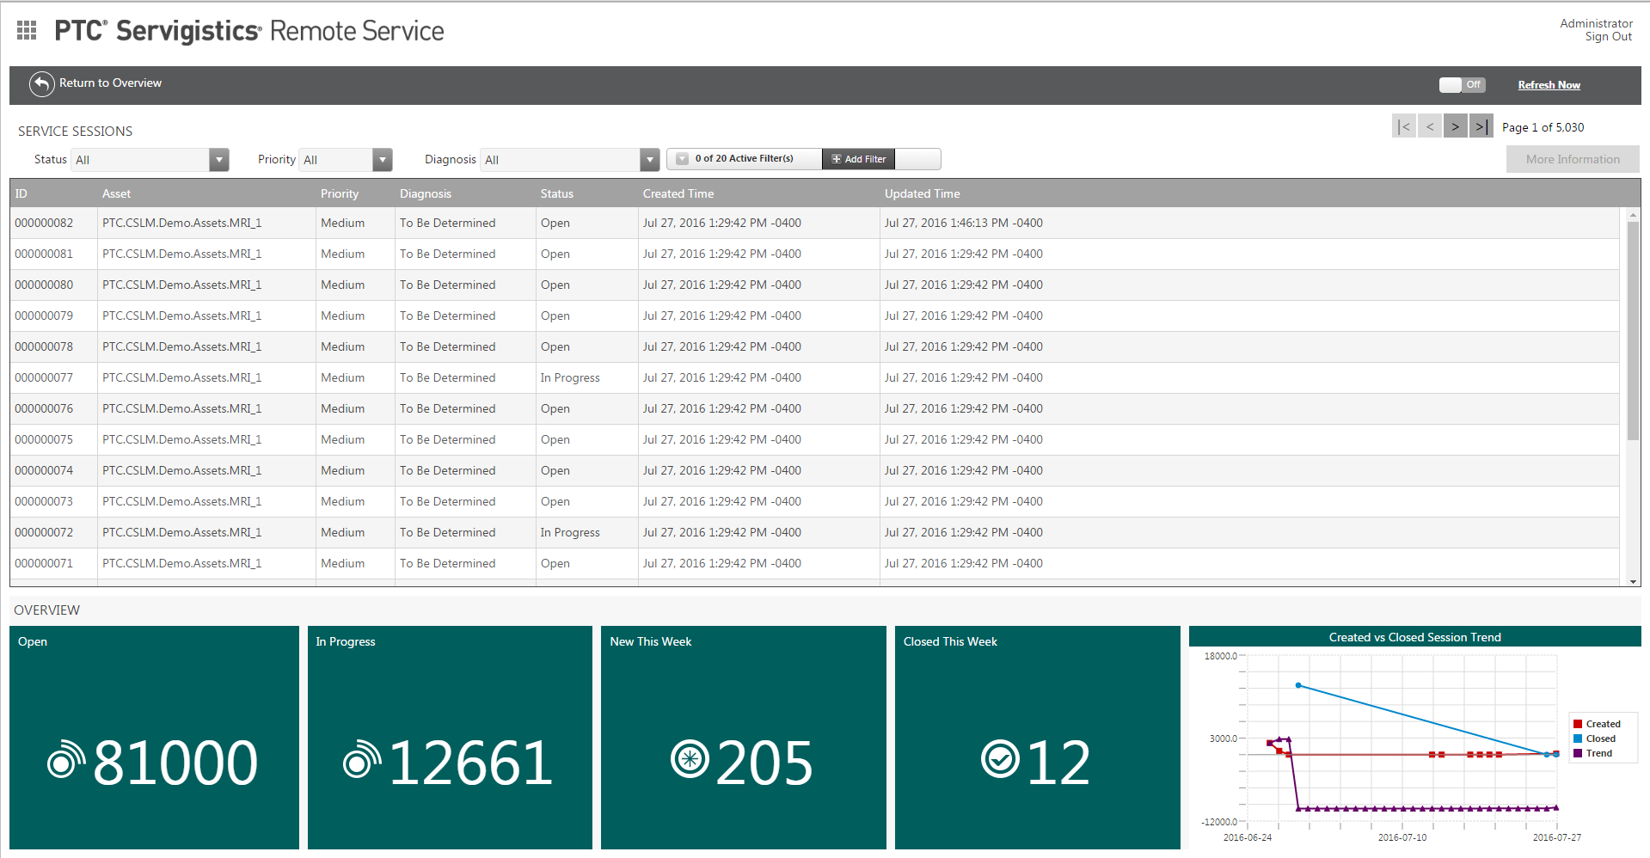 PTC® Servigistics® Remote Service
Administrator
Sign Out
Return to Overview
Off
Refresh Now
SERVICE SESSIONS
|< < > >| Page 1 of 5,030
Status All Priority All Diagnosis All 0 of 20 Active Filter(s) Add Filter
More Information
ID Asset Priority Diagnosis Status Created Time Updated Time
000000082 PTC.CSLM.Demo.Assets.MRI_1 Medium To Be Determined Open Jul 27, 2016 1:29:42 PM -0400 Jul 27, 2016 1:46:13 PM -0400
000000081 PTC.CSLM.Demo.Assets.MRI_1 Medium To Be Determined Open Jul 27, 2016 1:29:42 PM -0400 Jul 27, 2016 1:29:42 PM -0400
000000080 PTC.CSLM.Demo.Assets.MRI_1 Medium To Be Determined Open Jul 27, 2016 1:29:42 PM -0400 Jul 27, 2016 1:29:42 PM -0400
000000079 PTC.CSLM.Demo.Assets.MRI_1 Medium To Be Determined Open Jul 27, 2016 1:29:42 PM -0400 Jul 27, 2016 1:29:42 PM -0400
000000078 PTC.CSLM.Demo.Assets.MRI_1 Medium To Be Determined Open Jul 27, 2016 1:29:42 PM -0400 Jul 27, 2016 1:29:42 PM -0400
000000077 PTC.CSLM.Demo.Assets.MRI_1 Medium To Be Determined In Progress Jul 27, 2016 1:29:42 PM -0400 Jul 27, 2016 1:29:42 PM -0400
000000076 PTC.CSLM.Demo.Assets.MRI_1 Medium To Be Determined Open Jul 27, 2016 1:29:42 PM -0400 Jul 27, 2016 1:29:42 PM -0400
000000075 PTC.CSLM.Demo.Assets.MRI_1 Medium To Be Determined Open Jul 27, 2016 1:29:42 PM -0400 Jul 27, 2016 1:29:42 PM -0400
000000074 PTC.CSLM.Demo.Assets.MRI_1 Medium To Be Determined Open Jul 27, 2016 1:29:42 PM -0400 Jul 27, 2016 1:29:42 PM -0400
000000073 PTC.CSLM.Demo.Assets.MRI_1 Medium To Be Determined Open Jul 27, 2016 1:29:42 PM -0400 Jul 27, 2016 1:29:42 PM -0400
000000072 PTC.CSLM.Demo.Assets.MRI_1 Medium To Be Determined In Progress Jul 27, 2016 1:29:42 PM -0400 Jul 27, 2016 1:29:42 PM -0400
000000071 PTC.CSLM.Demo.Assets.MRI_1 Medium To Be Determined Open Jul 27, 2016 1:29:42 PM -0400 Jul 27, 2016 1:29:42 PM -0400
OVERVIEW
Open
81000
In Progress
12661
New This Week
205
Closed This Week
12
Created vs Closed Session Trend
18000.0
3000.0
-12000.0
2016-06-24 2016-07-10 2016-07-27
Created
Closed
Trend